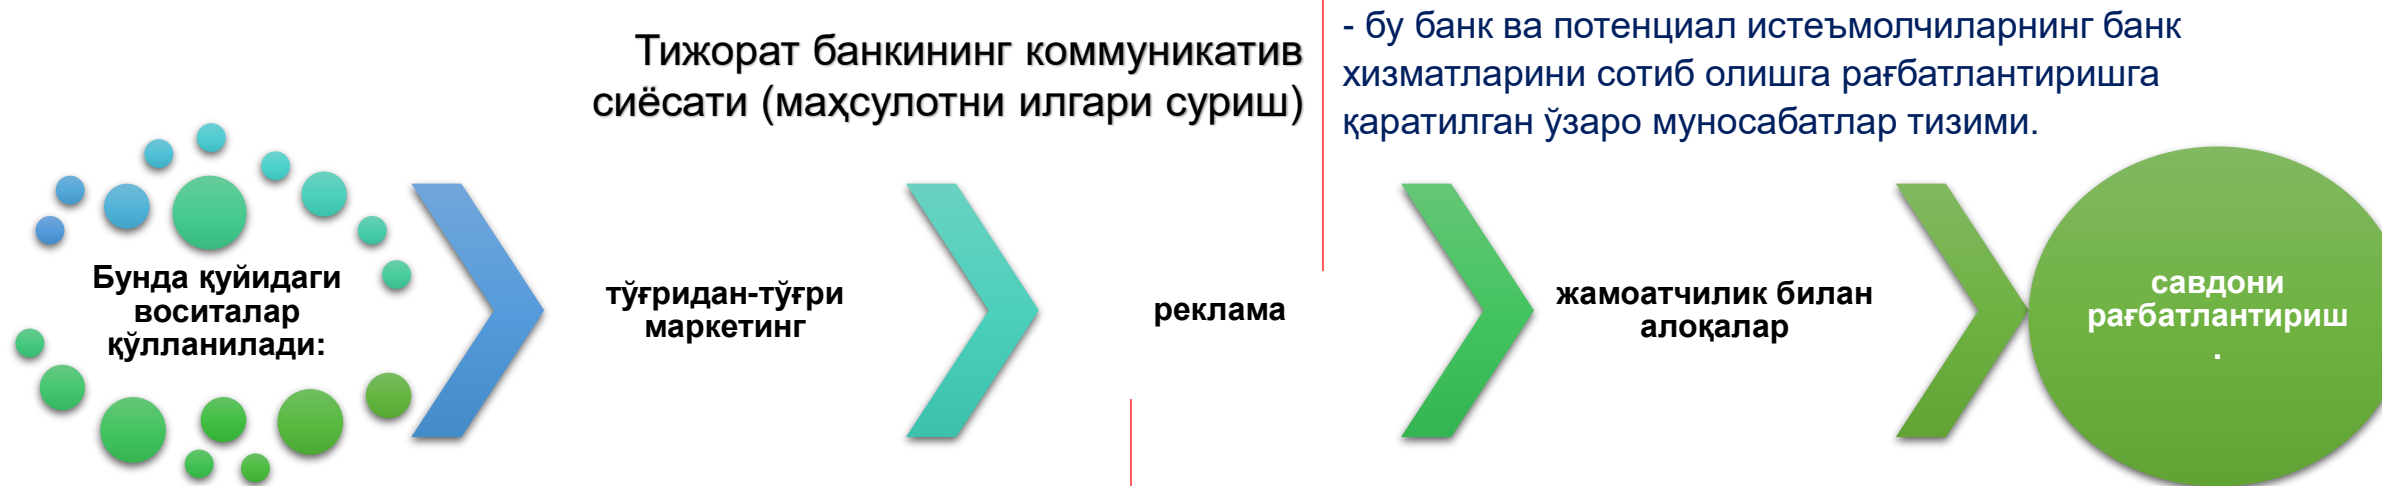 Тижорат банкининг коммуникатив
сиёсати (маҳсулотни илгари суриш)
- бу банк ва потенциал истеъмолчиларнинг банк
хизматларини сотиб олишга рағбатлантиришга
қаратилган ўзаро муносабатлар тизими.
Бунда қуйидаги
воситалар
қўлланилади:
тўғридан-тўғри
маркетинг
реклама
жамоатчилик билан
алоқалар
савдони
рағбатлантириш
.